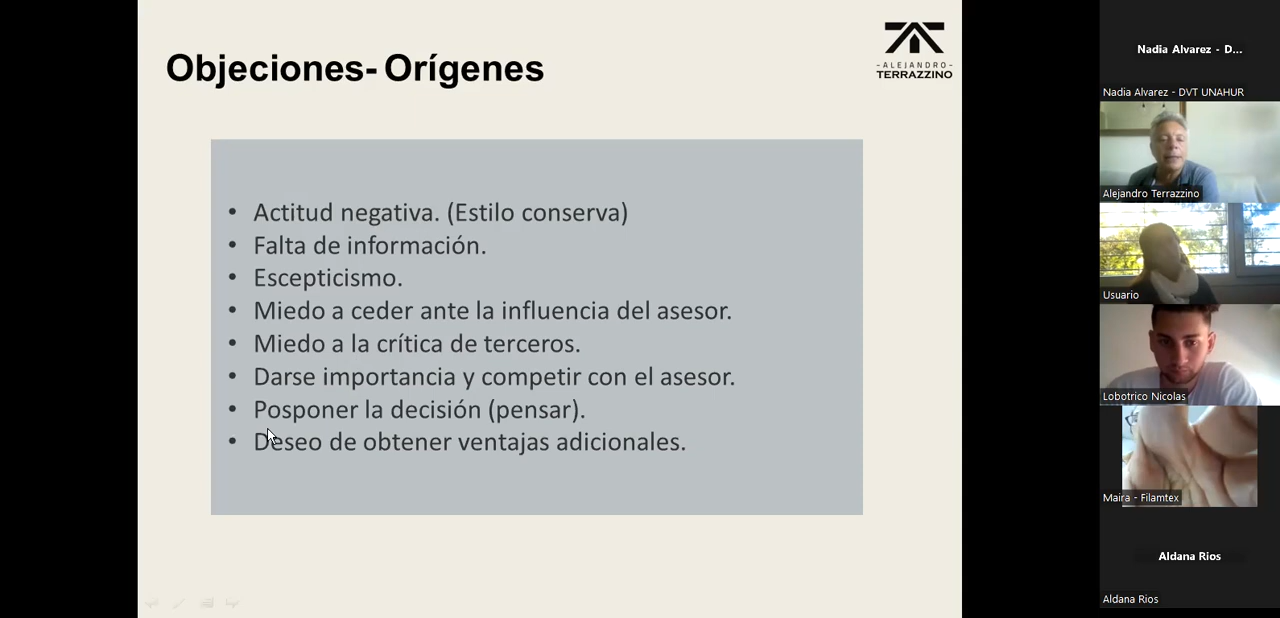 Objeciones- Orígenes
-ALEJANDRO-
TERRAZZINO
• Actitud negativa. (Estilo conserva)
• Falta de información.
• Escepticismo.
• Miedo a ceder ante la influencia del asesor.
• Miedo a la crítica de terceros.
• Darse importancia y competir con el asesor.
• Posponer la decisión (pensar).
• Deseo de obtener ventajas adicionales.
Nadia Alvarez - D...
Nadia Alvarez - DVT UNAHUR
Alejandro Terrazzino
Usuario
Lobotrico Nicolas
Maira - Filamtex
Aldana Rios
Aldana Rios